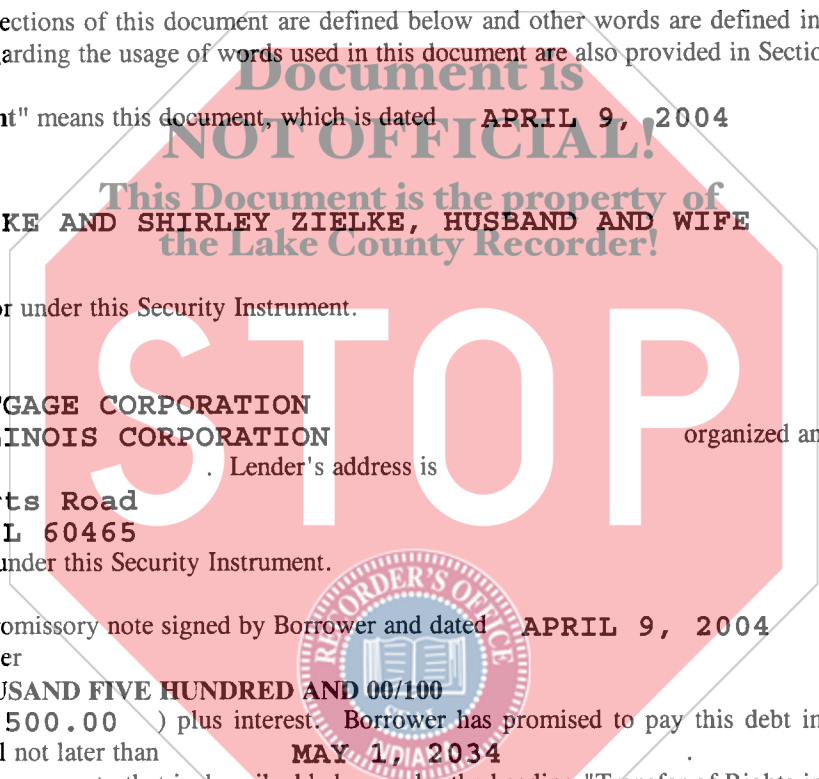 ections of this document are defined below and other words are defined in
arding the usage of words used in this document are also provided in Sectio
Document is
nt" means this document, which is dated APRIL 9, 2004
NOT OFFICIAL!
This Document is the property of
KE AND SHIRLEY ZIELKE, HUSBAND AND WIFE
the Lake County Recorder!
or under this Security Instrument.
STOP
GAGE CORPORATION
LINOIS CORPORATION organized an
. Lender's address is
ts Road
L 60465
under this Security Instrument.
RECORDER'S OFFICE
omissory note signed by Borrower and dated APRIL 9, 2004
er
USAND FIVE HUNDRED AND 00/100
500.00 ) plus interest. Borrower has promised to pay this debt in
l not later than MAY 1, 2034 .
SEAL